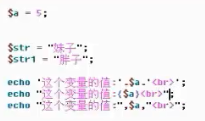 $a = 5;
$str = "妹子";
$str1 = "胖子";
echo '这个变量的值:'.$a.'<br>';
echo "这个变量的值:{$a}<br>";
echo "这个变量的值:",$a,"<br>";